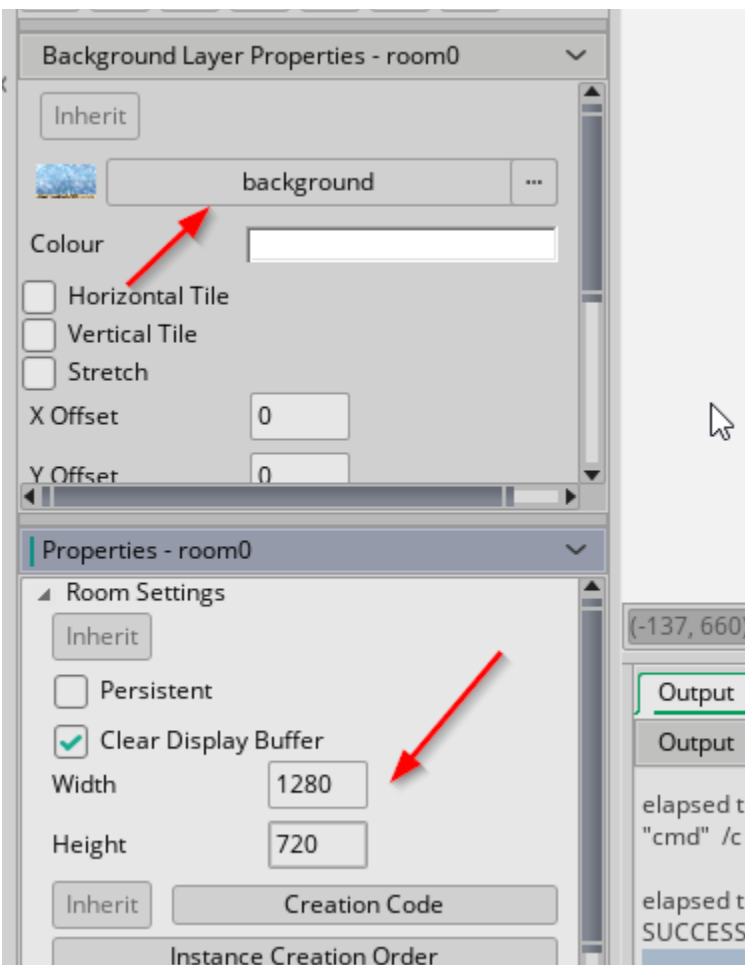 Background Layer Properties - room0
Inherit
background
...
Colour
Horizontal Tile
Vertical Tile
Stretch
X Offset 0
Y Offset 0
Properties - room0
Room Settings
Inherit
Persistent
Clear Display Buffer
Width 1280
Height 720
Inherit Creation Code
Instance Creation Order
(-137, 660)
Output
Output
elapsed t
"cmd" /c
elapsed t
SUCCESS